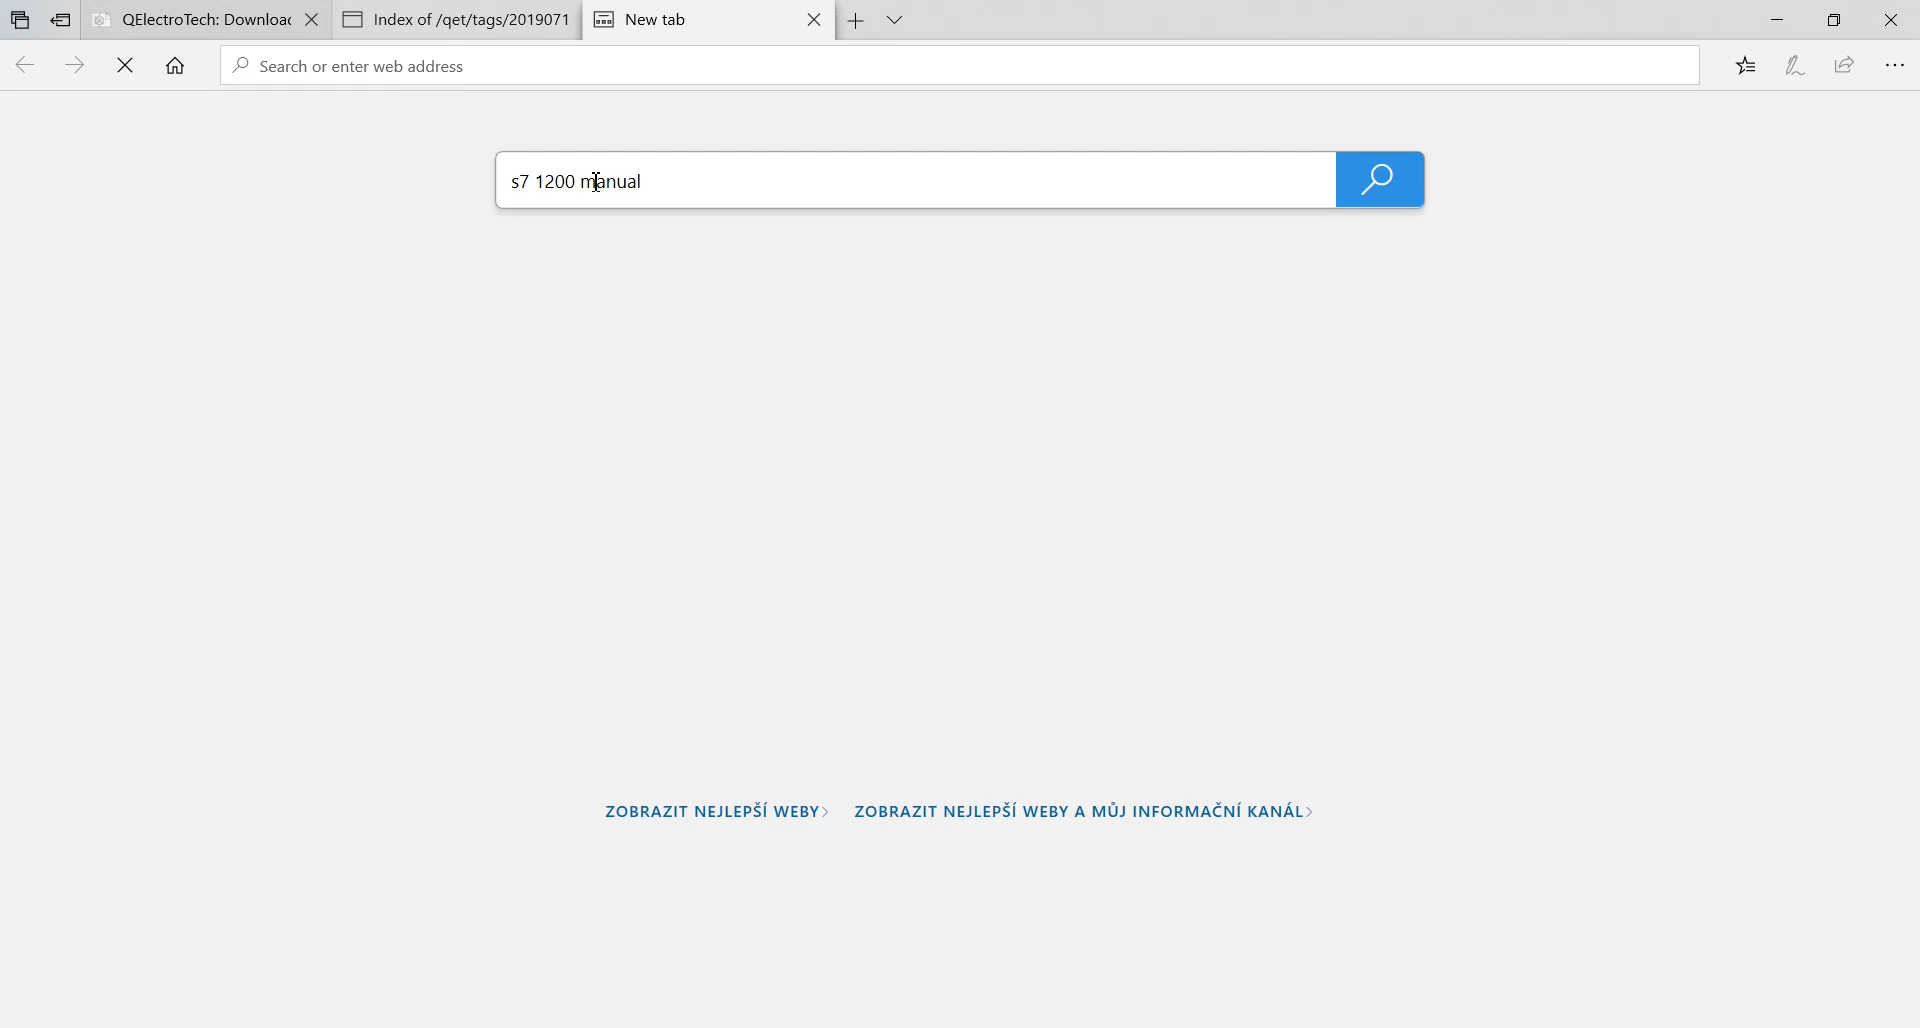 QElectroTech: Downloac
Index of /qet/tags/2019071
New tab
Search or enter web address
s7 1200 manual
ZOBRAZIT NEJLEPŠÍ WEBY
ZOBRAZIT NEJLEPŠÍ WEBY A MŮJ INFORMAČNÍ KANÁL